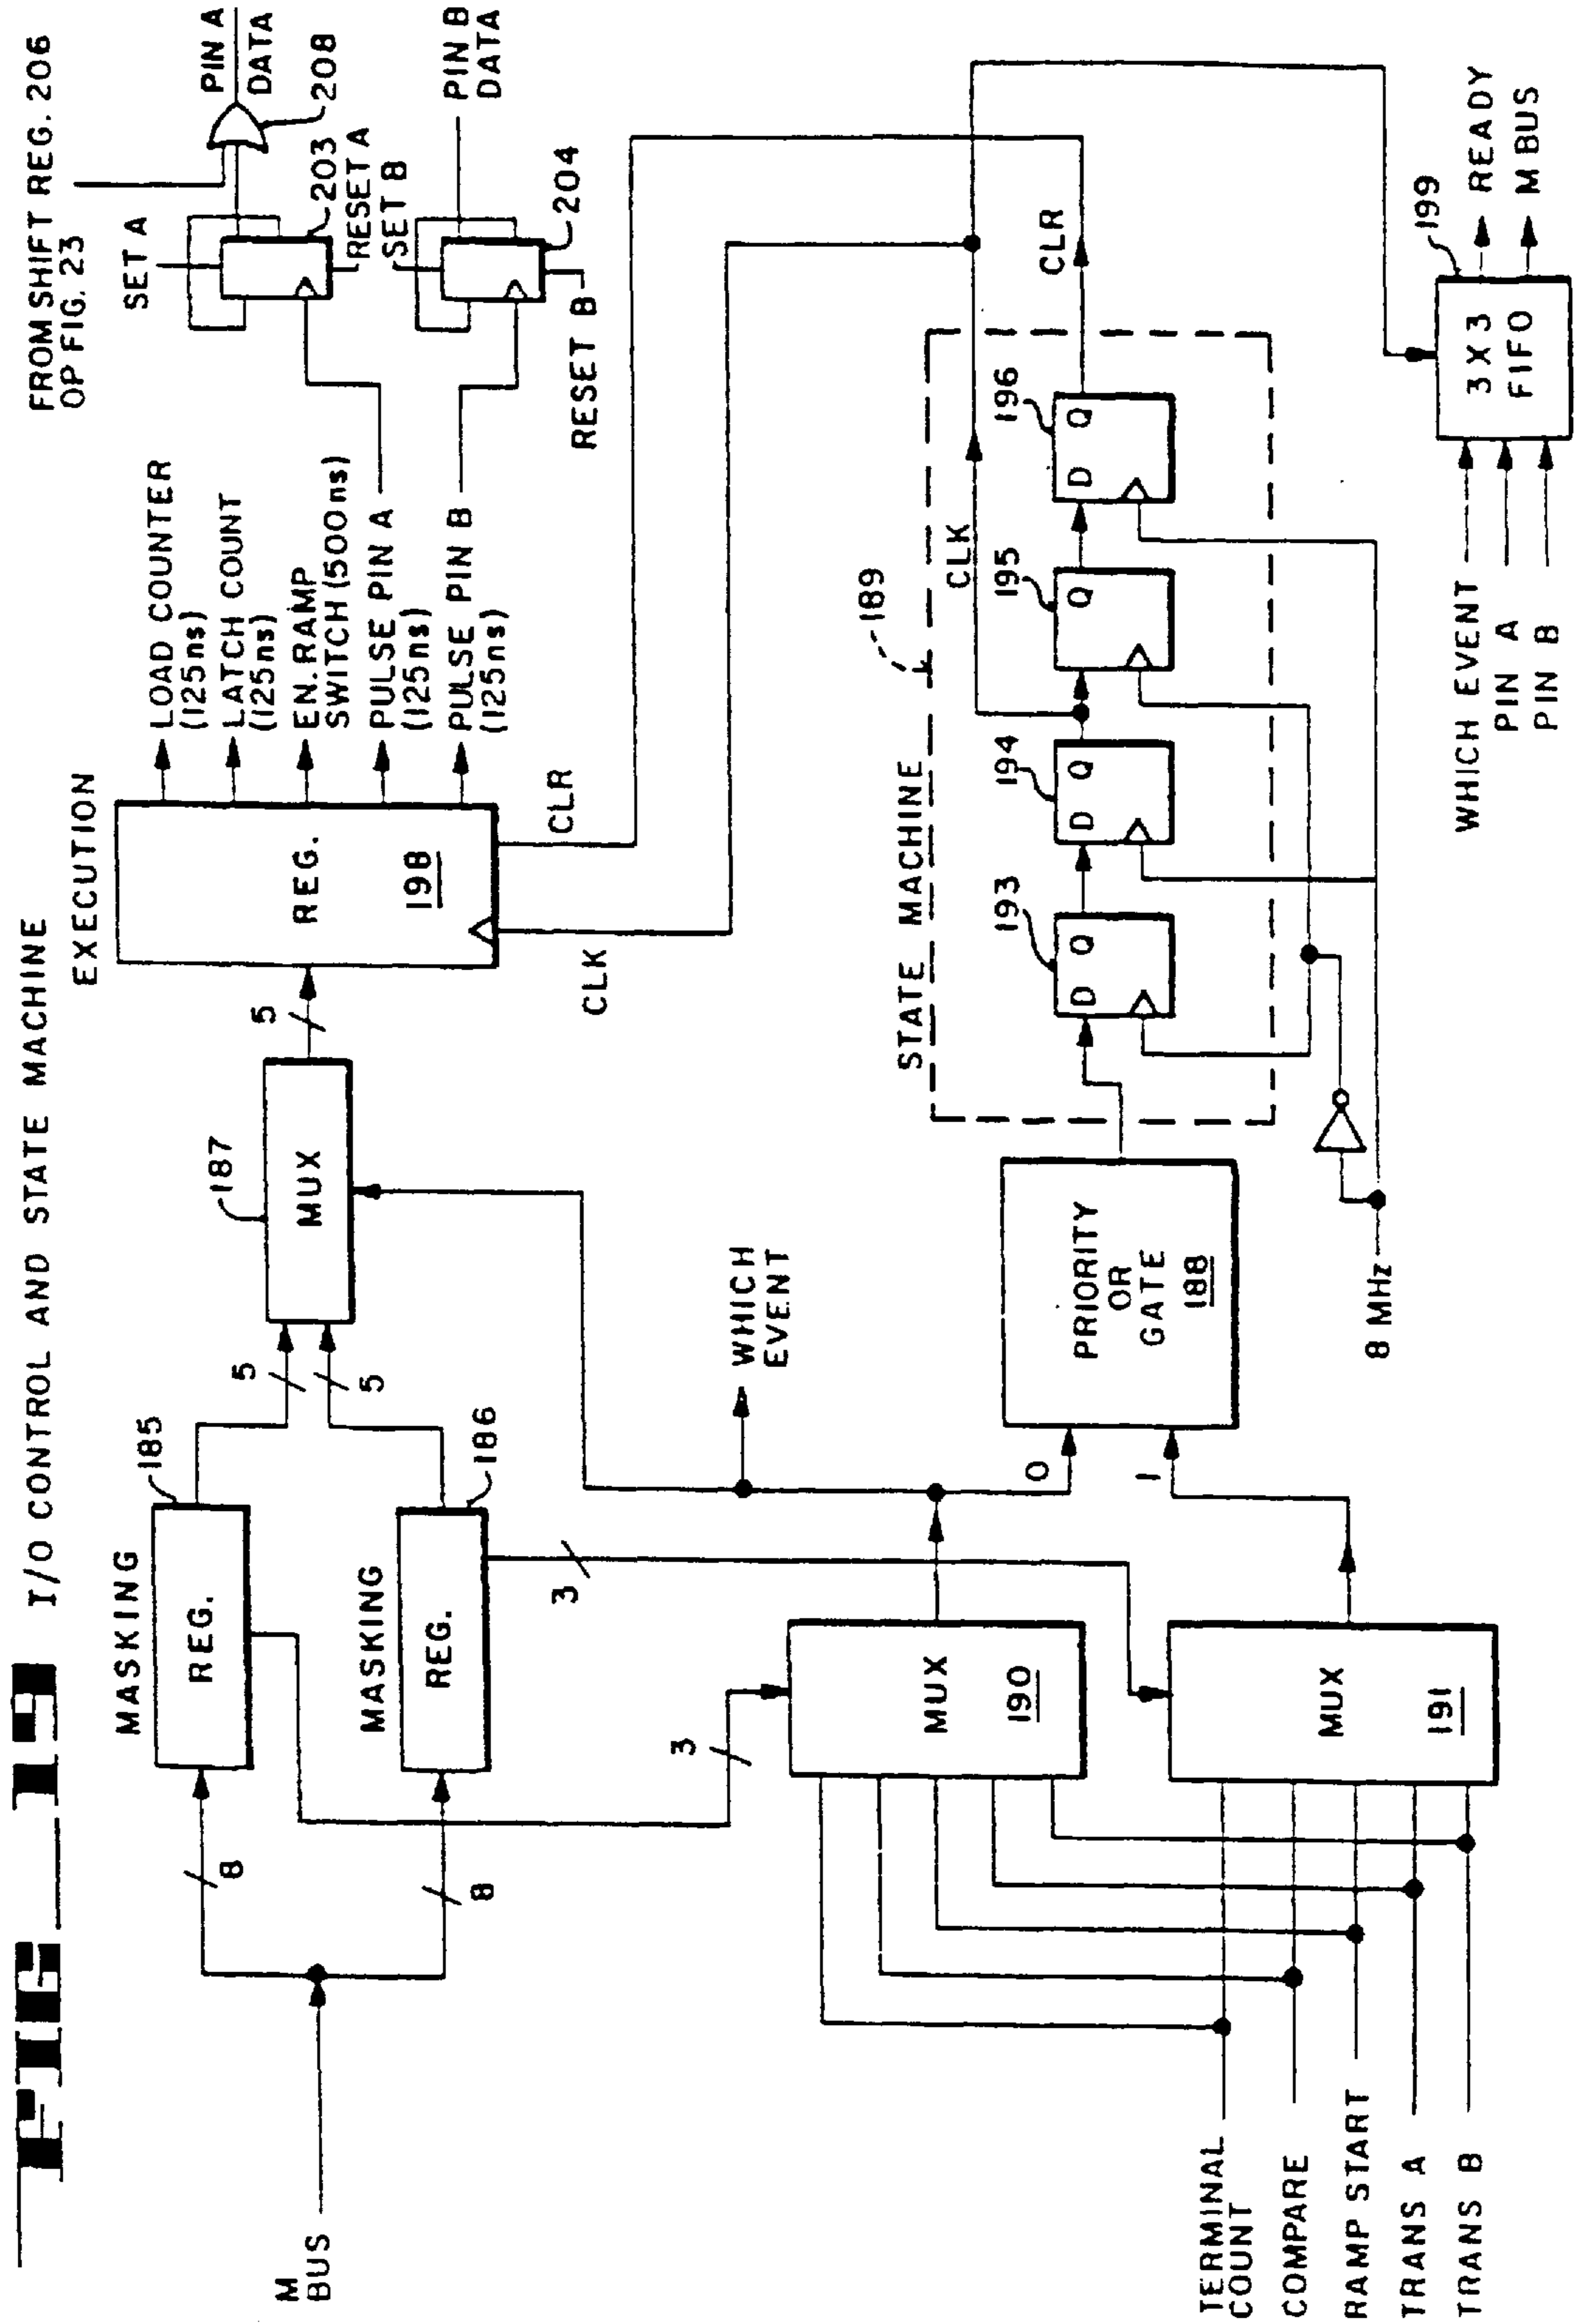 FIG_19
I/O CONTROL AND STATE MACHINE
FROM SHIFT REG. 206
OP FIG. 23
M
BUS
8
8
MASKING
REG.
185
MASKING
REG.
186
5
5
3
3
187
MUX
5
EXECUTION
REG.
198
CLK
CLR
LOAD COUNTER
(125ns)
LATCH COUNT
(125ns)
EN. RAMP
SWITCH (500ns)
PULSE PIN A
(125ns)
PULSE PIN B
(125ns)
SET A
203
RESET A
208
PIN A
DATA
SET B
204
RESET B
PIN B
DATA
WHICH
EVENT
TERMINAL
COUNT
COMPARE
RAMP START
TRANS A
TRANS B
MUX
190
MUX
191
0
1
PRIORITY
OR
GATE
188
8 MHz
STATE MACHINE
189
193
D Q
194
D Q
195
Q
196
D Q
CLK
CLR
WHICH EVENT
PIN A
PIN B
3 X 3
FIFO
199
READY
M BUS